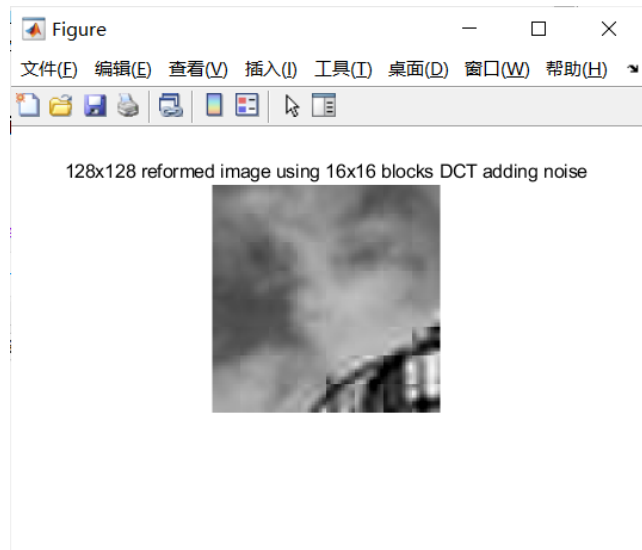 Figure
文件(F) 编辑(E) 查看(V) 插入(I) 工具(T) 桌面(D) 窗口(W) 帮助(H)
128x128 reformed image using 16x16 blocks DCT adding noise